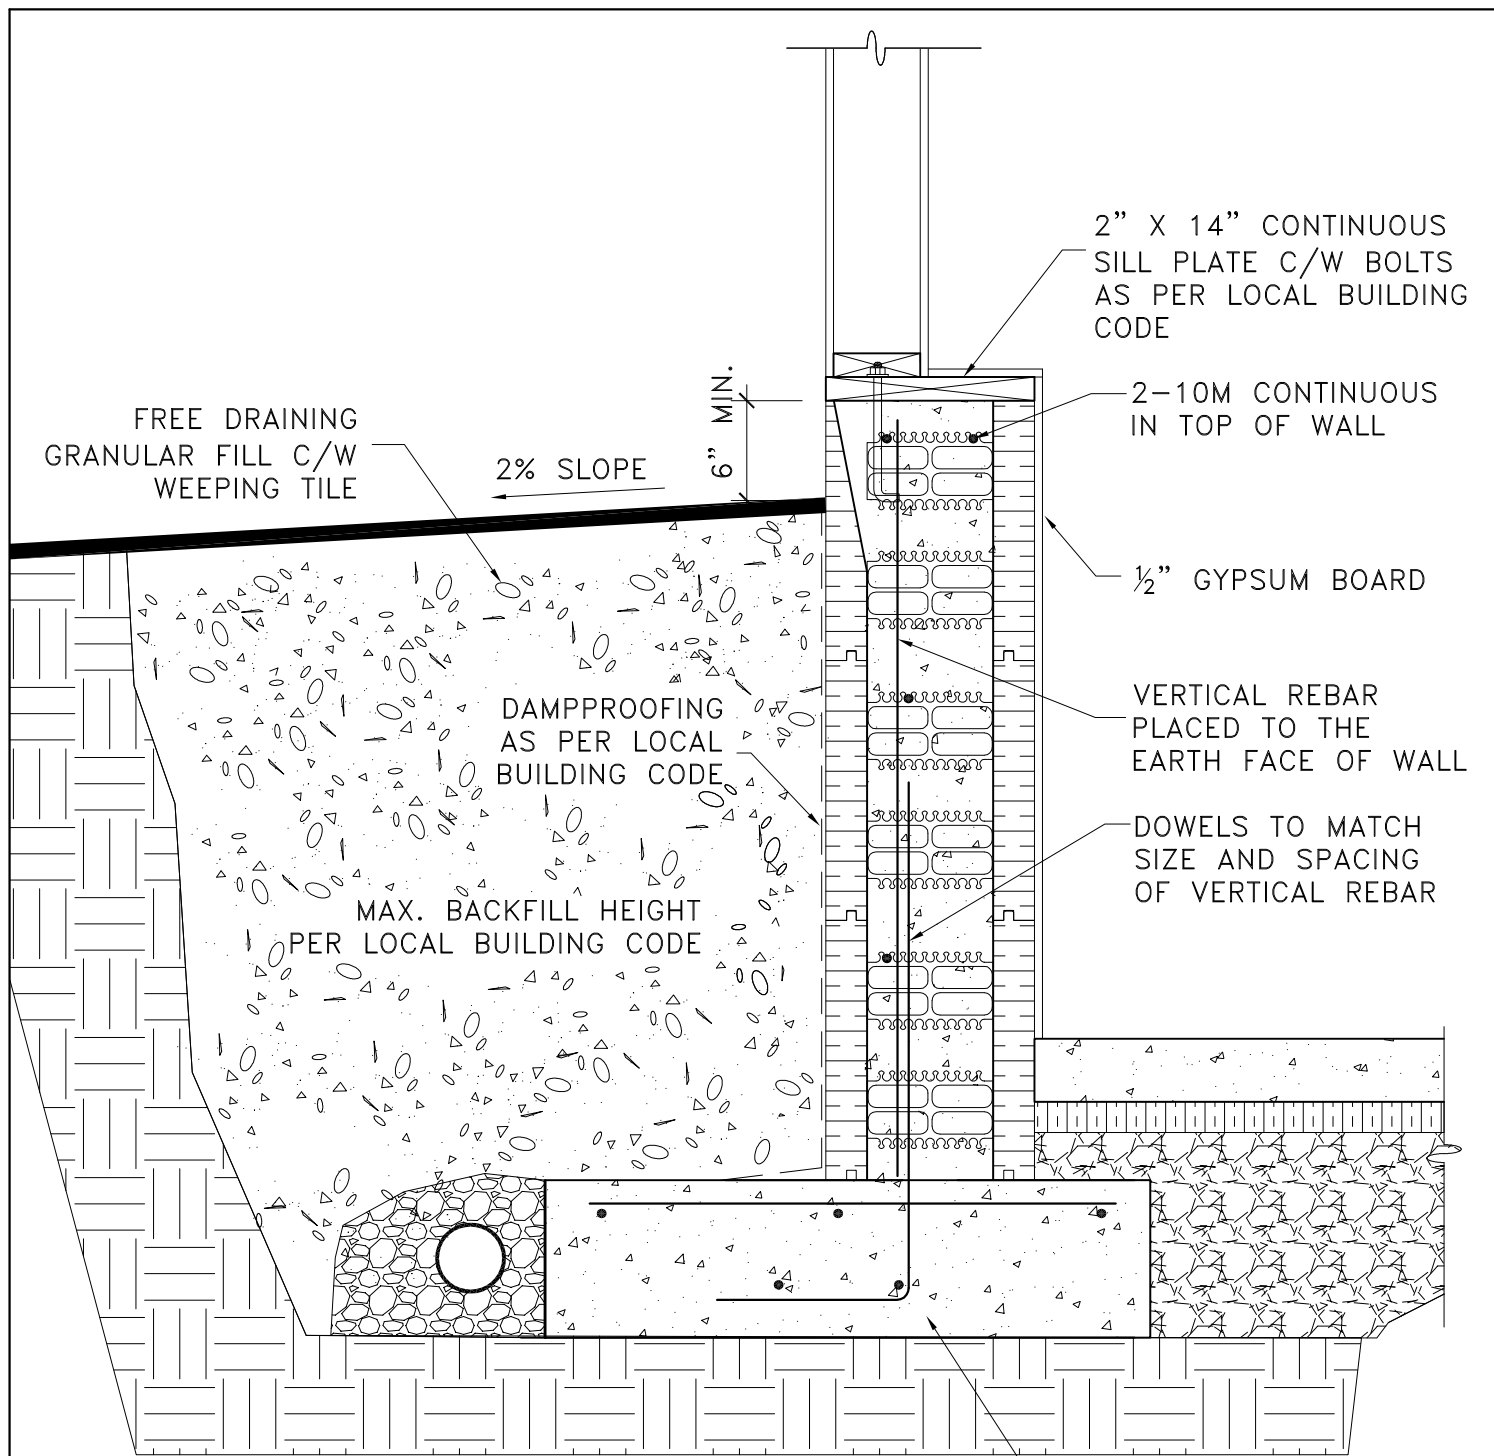 2” X 14” CONTINUOUS
SILL PLATE C/W BOLTS
AS PER LOCAL BUILDING
CODE
6” MIN.
2-10M CONTINUOUS
IN TOP OF WALL
FREE DRAINING
GRANULAR FILL C/W
WEEPING TILE
2% SLOPE
½” GYPSUM BOARD
DAMPPROOFING
AS PER LOCAL
BUILDING CODE
VERTICAL REBAR
PLACED TO THE
EARTH FACE OF WALL
DOWELS TO MATCH
SIZE AND SPACING
OF VERTICAL REBAR
MAX. BACKFILL HEIGHT
PER LOCAL BUILDING CODE